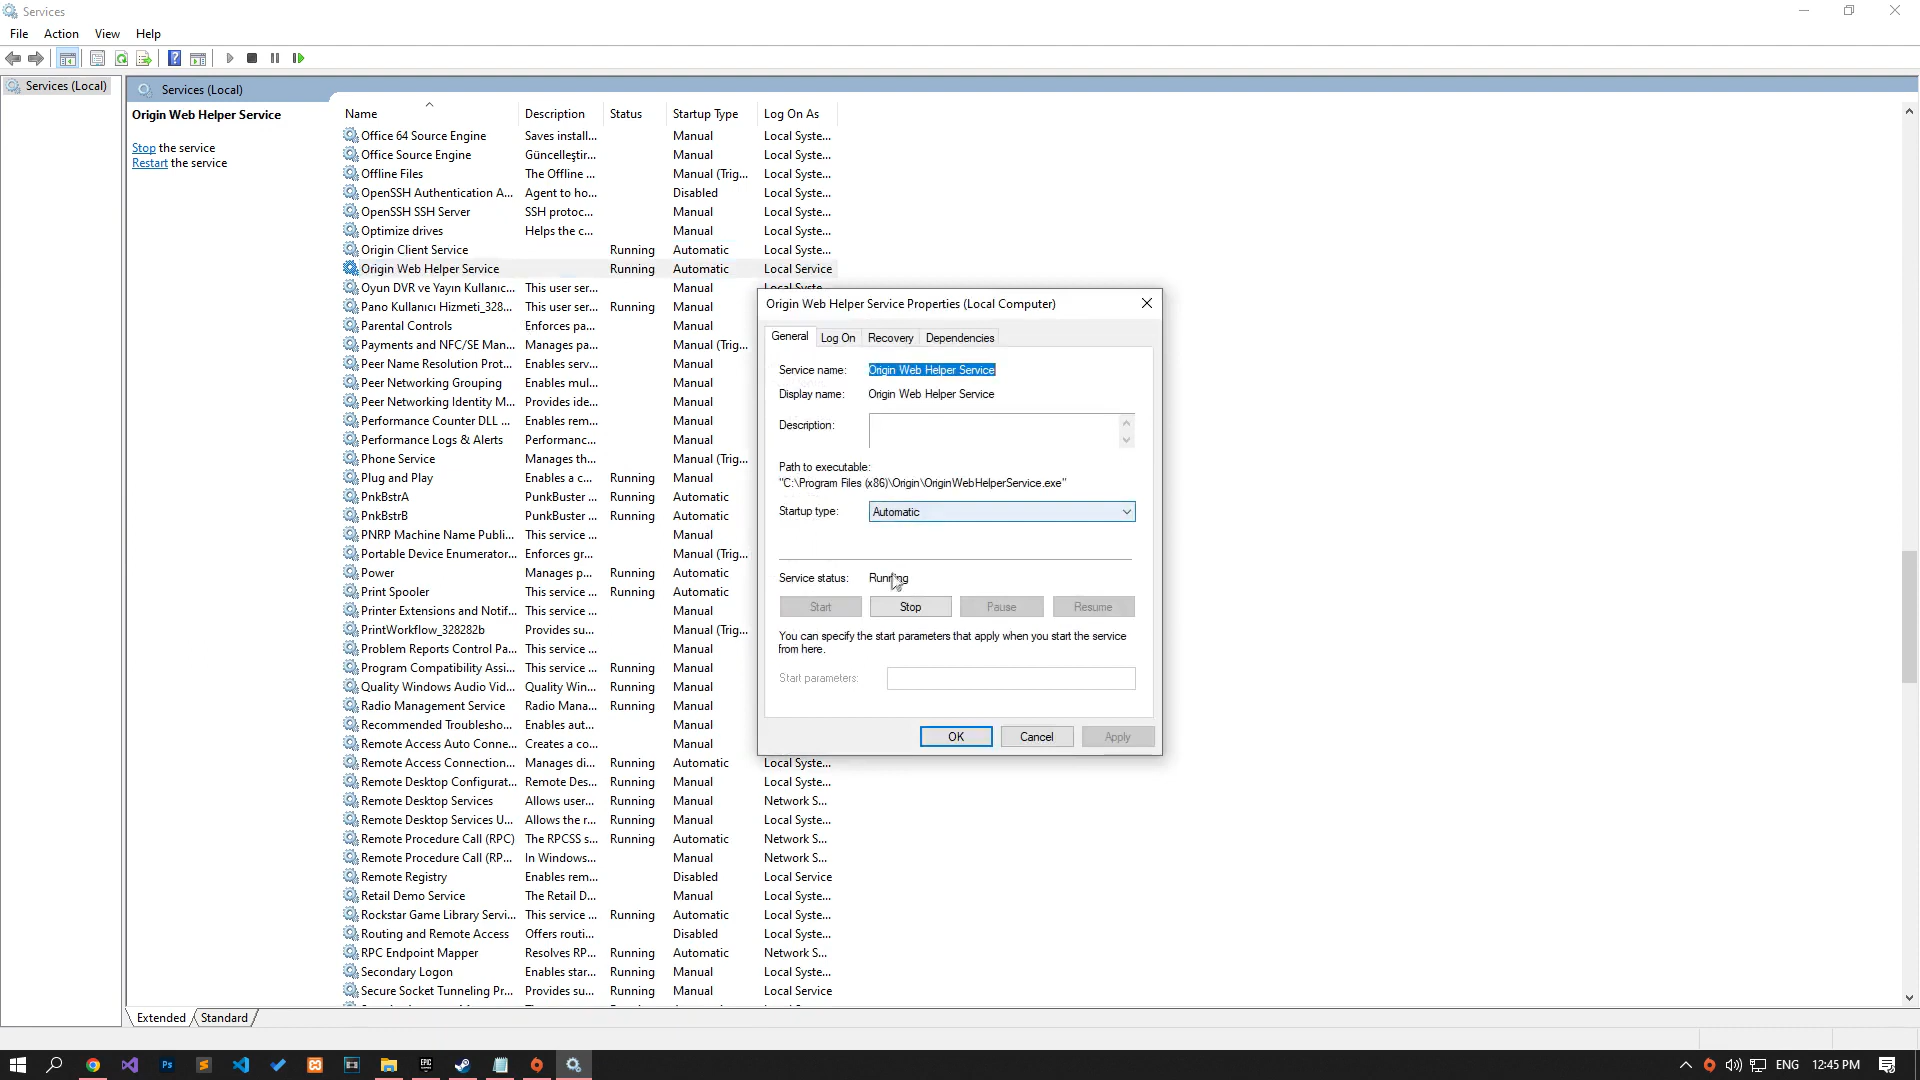 Services
File Action View Help
Services (Local)
Services (Local)
Origin Web Helper Service
Stop the service
Restart the service
Name Description Status Startup Type Log On As
Office 64 Source Engine Saves install... Manual Local Syste...
Office Source Engine Güncelleştir... Manual Local Syste...
Offline Files The Offline ... Manual (Trig... Local Syste...
OpenSSH Authentication A... Agent to ho... Disabled Local Syste...
OpenSSH SSH Server SSH protoc... Manual Local Syste...
Optimize drives Helps the c... Manual Local Syste...
Origin Client Service Running Automatic Local Syste...
Origin Web Helper Service Running Automatic Local Service
Oyun DVR ve Yayın Kullanıc... This user ser... Manual Local Syste...
Pano Kullanıcı Hizmeti_328... This user ser... Running Manual
Parental Controls Enforces pa... Manual
Payments and NFC/SE Man... Manages pa... Manual (Trig...
Peer Name Resolution Prot... Enables serv... Manual
Peer Networking Grouping Enables mul... Manual
Peer Networking Identity M... Provides ide... Manual
Performance Counter DLL ... Enables rem... Manual
Performance Logs & Alerts Performanc... Manual
Phone Service Manages th... Manual (Trig...
Plug and Play Enables a c... Running Manual
PnkBstrA PunkBuster ... Running Automatic
PnkBstrB PunkBuster ... Running Automatic
PNRP Machine Name Publi... This service ... Manual
Portable Device Enumerator... Enforces gr... Manual (Trig...
Power Manages p... Running Automatic
Print Spooler This service ... Running Automatic
Printer Extensions and Notif... This service ... Manual
PrintWorkflow_328282b Provides su... Manual (Trig...
Problem Reports Control Pa... This service ... Manual
Program Compatibility Assi... This service ... Running Manual
Quality Windows Audio Vid... Quality Win... Running Manual
Radio Management Service Radio Mana... Running Manual
Recommended Troublesho... Enables aut... Manual
Remote Access Auto Conne... Creates a co... Manual
Remote Access Connection... Manages di... Running Automatic Local Syste...
Remote Desktop Configurat... Remote Des... Running Manual Local Syste...
Remote Desktop Services Allows user... Running Manual Network S...
Remote Desktop Services U... Allows the r... Running Manual Local Syste...
Remote Procedure Call (RPC) The RPCSS s... Running Automatic Network S...
Remote Procedure Call (RP... In Windows... Manual Network S...
Remote Registry Enables rem... Disabled Local Service
Retail Demo Service The Retail D... Manual Local Syste...
Rockstar Game Library Servi... This service ... Running Automatic Local Syste...
Routing and Remote Access Offers routi... Disabled Local Syste...
RPC Endpoint Mapper Resolves RP... Running Automatic Network S...
Secondary Logon Enables star... Running Manual Local Syste...
Secure Socket Tunneling Pr... Provides su... Running Manual Local Service
Origin Web Helper Service Properties (Local Computer)
General Log On Recovery Dependencies
Service name: Origin Web Helper Service
Display name: Origin Web Helper Service
Description:
Path to executable:
"C:\Program Files (x86)\Origin\OriginWebHelperService.exe"
Startup type: Automatic
Service status: Running
Start Stop Pause Resume
You can specify the start parameters that apply when you start the service
from here.
Start parameters:
OK Cancel Apply
Extended Standard
Ps EPIC ENG 12:45 PM